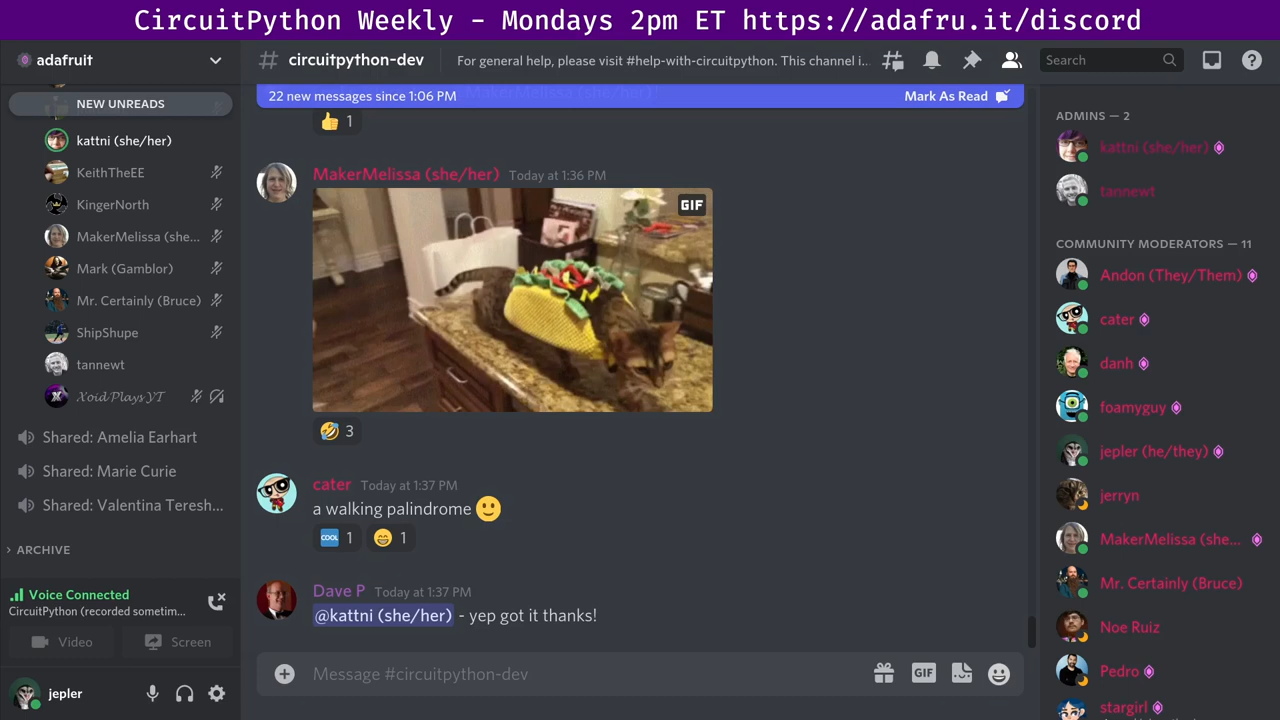 CircuitPython Weekly - Mondays 2pm ET https://adafru.it/discord
adafruit
NEW UNREADS
kattni (she/her)
KeithTheEE
KingerNorth
MakerMelissa (she...
Mark (Gamblor)
Mr. Certainly (Bruce)
ShipShupe
tannewt
𝓧𝓸𝓲𝓭 𝓟𝓵𝓪𝔂𝓼 𝓨𝓣
Shared: Amelia Earhart
Shared: Marie Curie
Shared: Valentina Teresh...
ARCHIVE
Voice Connected
CircuitPython (recorded sometim...
Video
Screen
jepler
# circuitpython-dev
For general help, please visit #help-with-circuitpython. This channel i...
Search
22 new messages since 1:06 PM
Mark As Read
👍 1
MakerMelissa (she/her) Today at 1:36 PM
GIF
🤣 3
cater Today at 1:37 PM
a walking palindrome 🙂
🆒 1
😁 1
Dave P Today at 1:37 PM
@kattni (she/her) - yep got it thanks!
Message #circuitpython-dev
GIF
ADMINS — 2
kattni (she/her)
tannewt
COMMUNITY MODERATORS — 11
Andon (They/Them)
cater
danh
foamyguy
jepler (he/they)
jerryn
MakerMelissa (she...
Mr. Certainly (Bruce)
Noe Ruiz
Pedro
stargirl